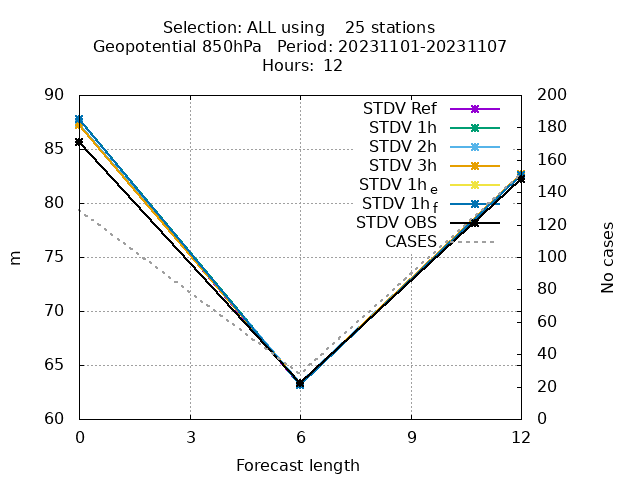 Selection: ALL using    25 stations
Geopotential 850hPa   Period: 20231101-20231107
Hours:  12
90
85
80
75
70
65
60
m
200
180
160
140
120
100
80
60
40
20
0
No cases
STDV Ref
STDV 1h
STDV 2h
STDV 3h
STDV 1h e
STDV 1h f
STDV OBS
CASES
0 3 6 9 12
Forecast length